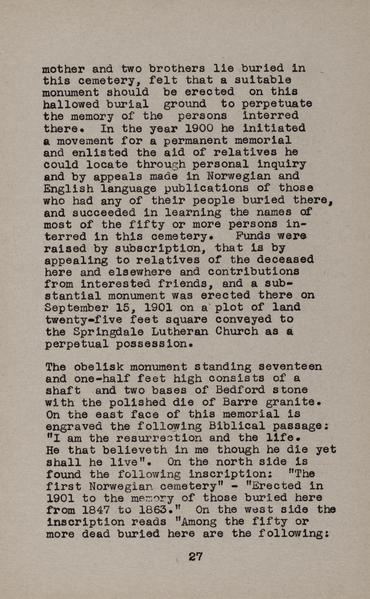 mother and two brothers lie buried in
this cemetery, felt that a suitable
monument should be erected on this
hallowed burial ground to perpetuate
the memory of the persons interred
there. In the year 1900 he initiated
a movement for a permanent memorial
and enlisted the aid of relatives he
could locate through personal inquiry
and by appeals made in Norwegian and
English language publications of those
who had any of their people buried there,
and succeeded in learning the names of
most of the fifty or more persons in-
terred in this cemetery. Funds were
raised by subscription, that is by
appealing to relatives of the deceased
here and elsewhere and contributions
from interested friends, and a sub-
stantial monument was erected there on
September 15, 1901 on a plot of land
twenty-five feet square conveyed to
the Springdale Lutheran Church as a
perpetual possession.

The obelisk monument standing seventeen
and one-half feet high consists of a
shaft and two bases of Bedford stone
with the polished die of Barre granite.
On the east face of this memorial is
engraved the following Biblical passage:
"I am the resurrection and the life.
He that believeth in me though he die yet
shall he live". On the north side is
found the following inscription: "The
first Norwegian cemetery" - "Erected in
1901 to the memory of those buried here
from 1847 to 1863." On the west side the
inscription reads "Among the fifty or
more dead buried here are the following:
27